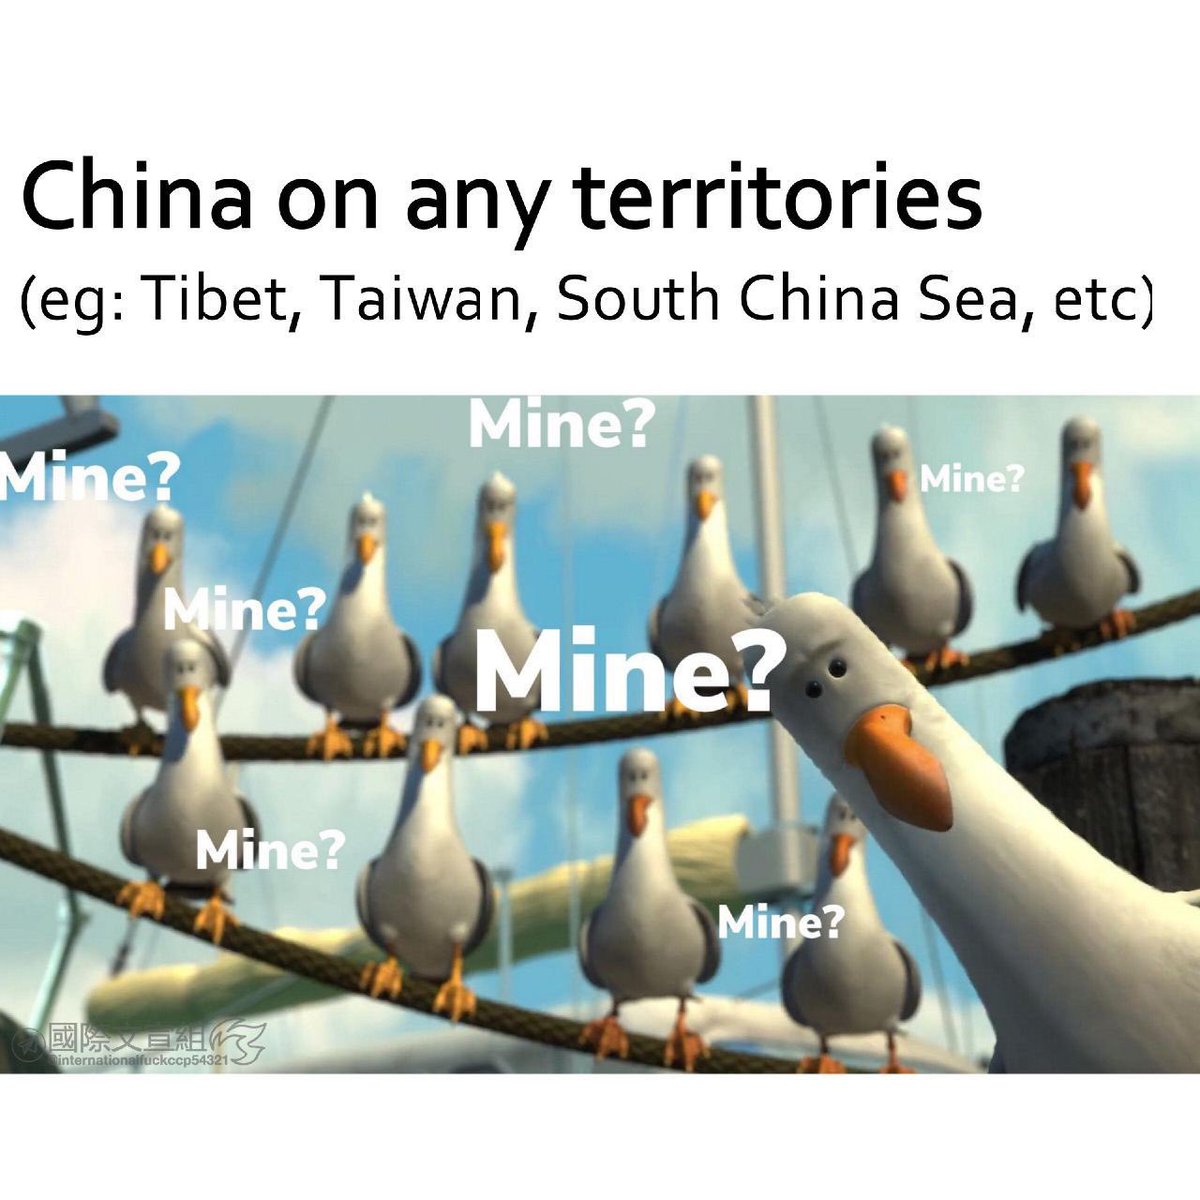 China on any territories
(eg: Tibet, Taiwan, South China Sea, etc)
Mine?
Mine?
Mine?
Mine?
Mine?
Mine?
Mine?
國際文宣組
@internationalfuckccp54321